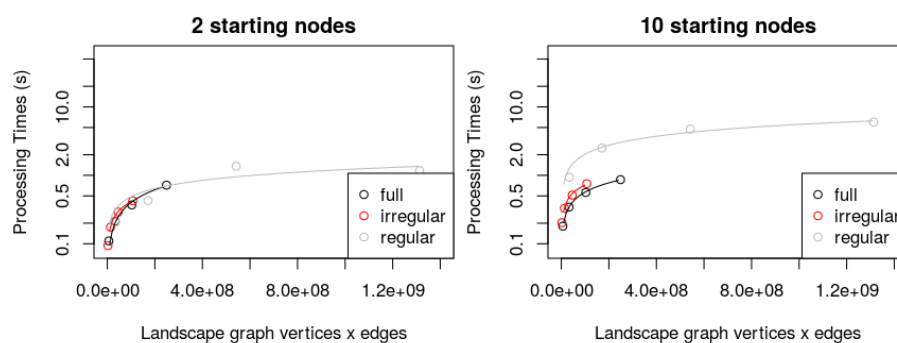 2 starting nodes
Processing Times (s)
10.0
2.0
0.5
0.1
full
irregular
regular
0.0e+00 4.0e+08 8.0e+08 1.2e+09
Landscape graph vertices x edges
10 starting nodes
Processing Times (s)
10.0
2.0
0.5
0.1
full
irregular
regular
0.0e+00 4.0e+08 8.0e+08 1.2e+09
Landscape graph vertices x edges